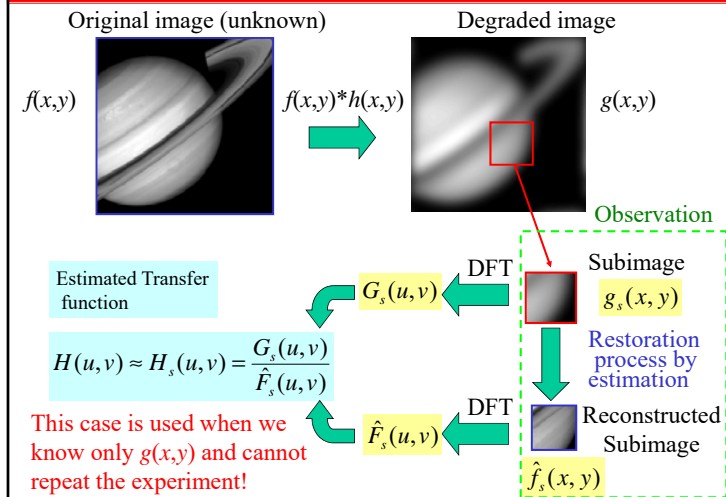 Original image (unknown)
Degraded image
f(x,y)
f(x,y)*h(x,y)
g(x,y)
Observation
Estimated Transfer
function
DFT
Subimage
G_s(u,v)
g_s(x, y)
H(u,v) ≈ H_s(u,v) = G_s(u,v) / F̂_s(u,v)
Restoration
process by
estimation
This case is used when we
know only g(x,y) and cannot
repeat the experiment!
DFT
F̂_s(u,v)
Reconstructed
Subimage
f̂_s(x, y)